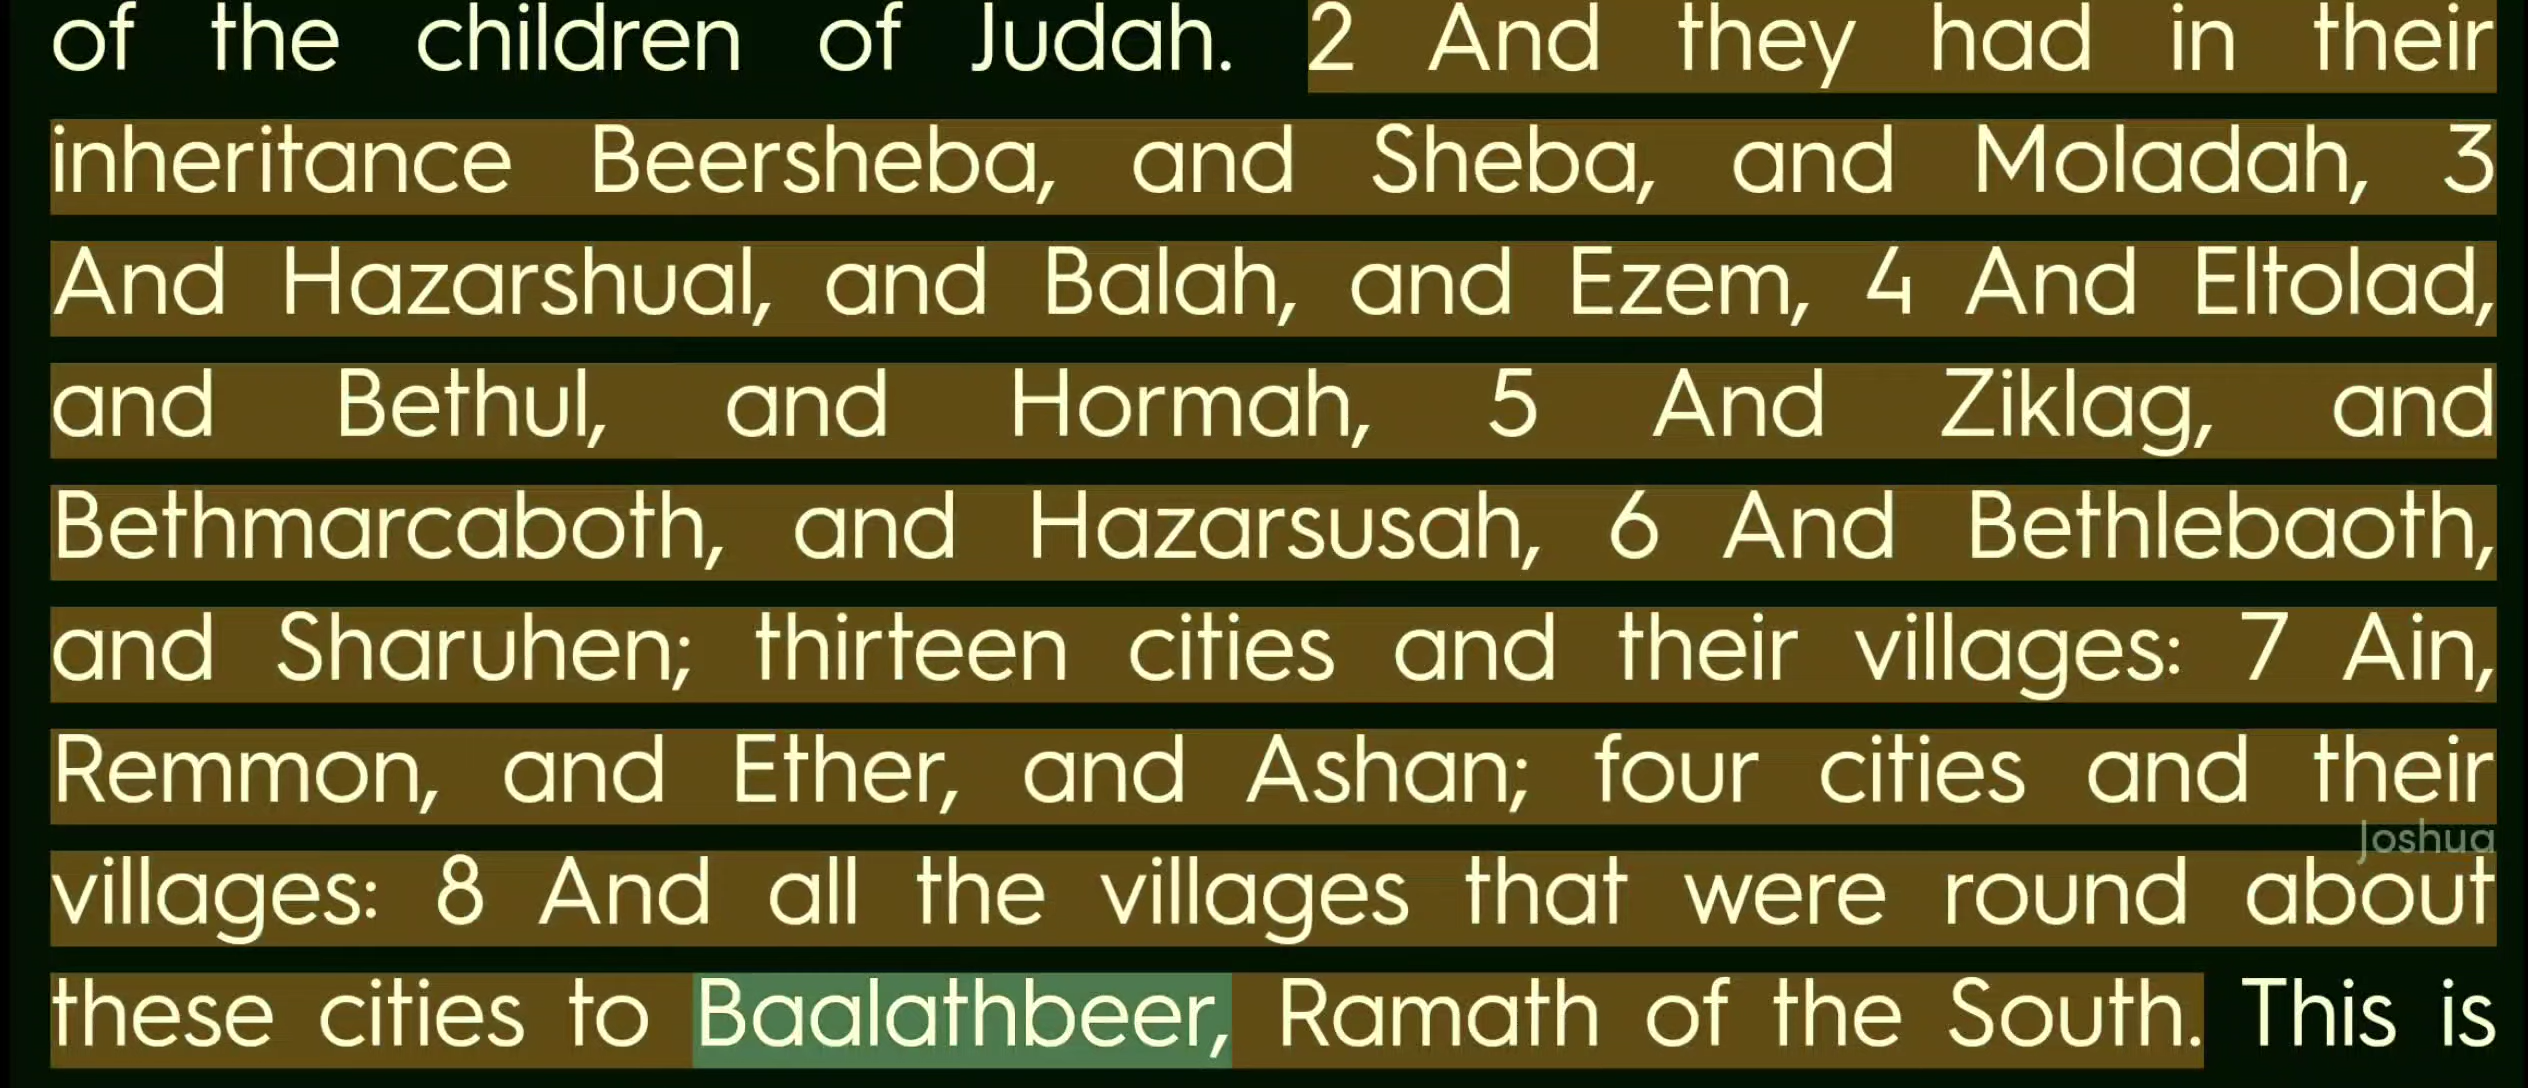 of the children of Judah. 2 And they had in their
inheritance Beersheba, and Sheba, and Moladah, 3
And Hazarshual, and Balah, and Ezem, 4 And Eltolad,
and Bethul, and Hormah, 5 And Ziklag, and
Bethmarcaboth, and Hazarsusah, 6 And Bethlebaoth,
and Sharuhen; thirteen cities and their villages: 7 Ain,
Remmon, and Ether, and Ashan; four cities and their
Joshua
villages: 8 And all the villages that were round about
these cities to Baalathbeer, Ramath of the South. This is